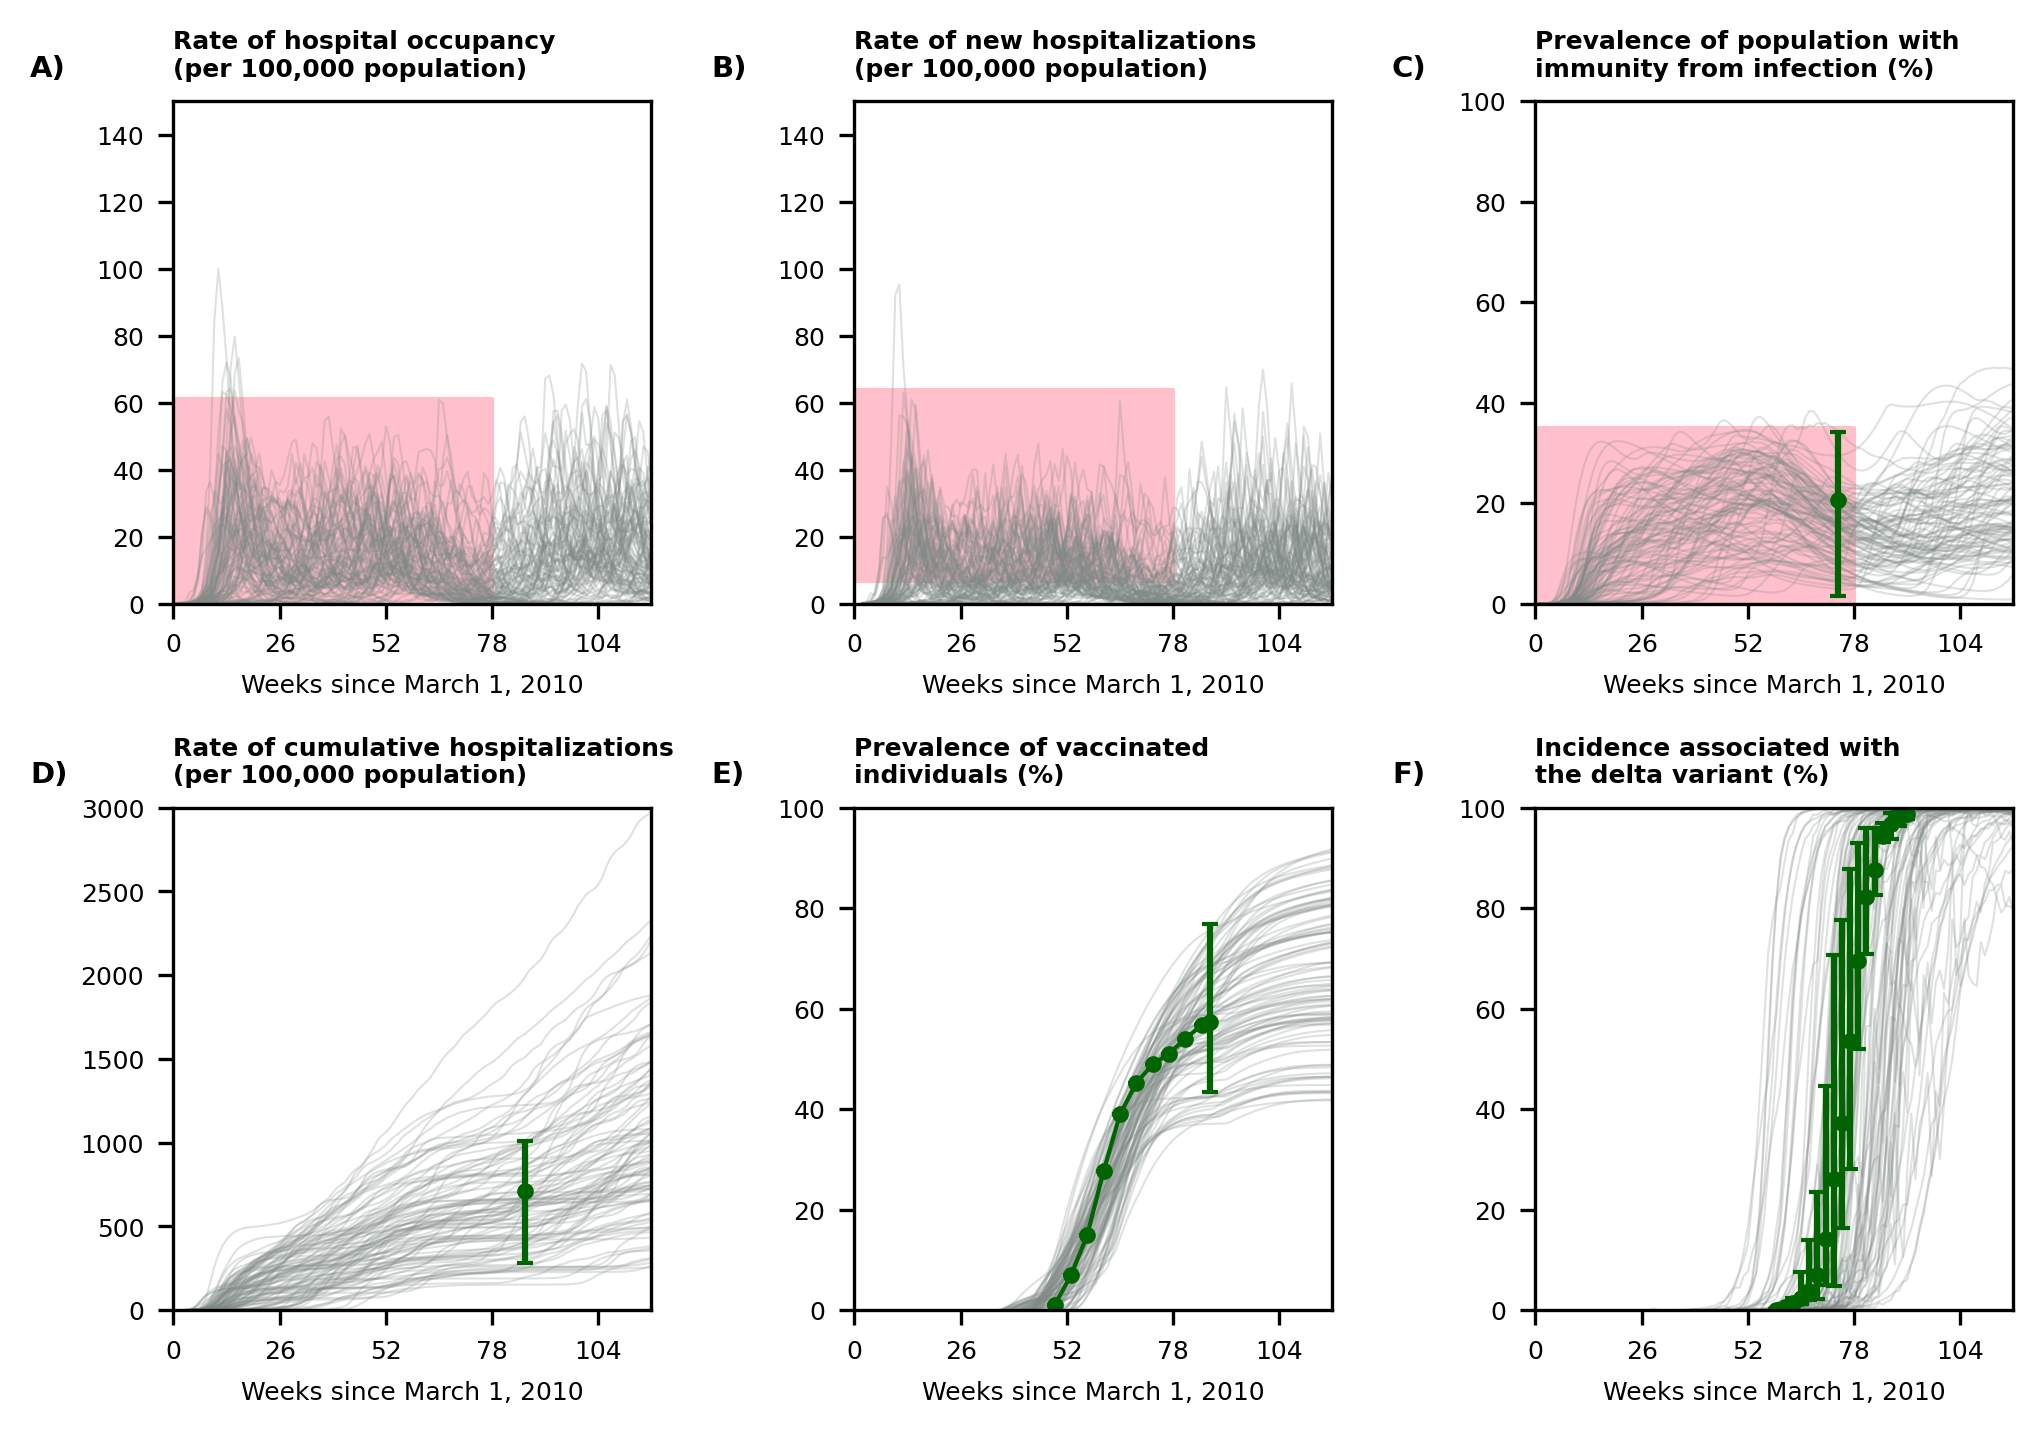 A)
Rate of hospital occupancy
(per 100,000 population)
140
120
100
80
60
40
20
0
0 26 52 78 104
Weeks since March 1, 2010
B)
Rate of new hospitalizations
(per 100,000 population)
140
120
100
80
60
40
20
0
0 26 52 78 104
Weeks since March 1, 2010
C)
Prevalence of population with
immunity from infection (%)
100
80
60
40
20
0
0 26 52 78 104
Weeks since March 1, 2010
D)
Rate of cumulative hospitalizations
(per 100,000 population)
3000
2500
2000
1500
1000
500
0
0 26 52 78 104
Weeks since March 1, 2010
E)
Prevalence of vaccinated
individuals (%)
100
80
60
40
20
0
0 26 52 78 104
Weeks since March 1, 2010
F)
Incidence associated with
the delta variant (%)
100
80
60
40
20
0
0 26 52 78 104
Weeks since March 1, 2010